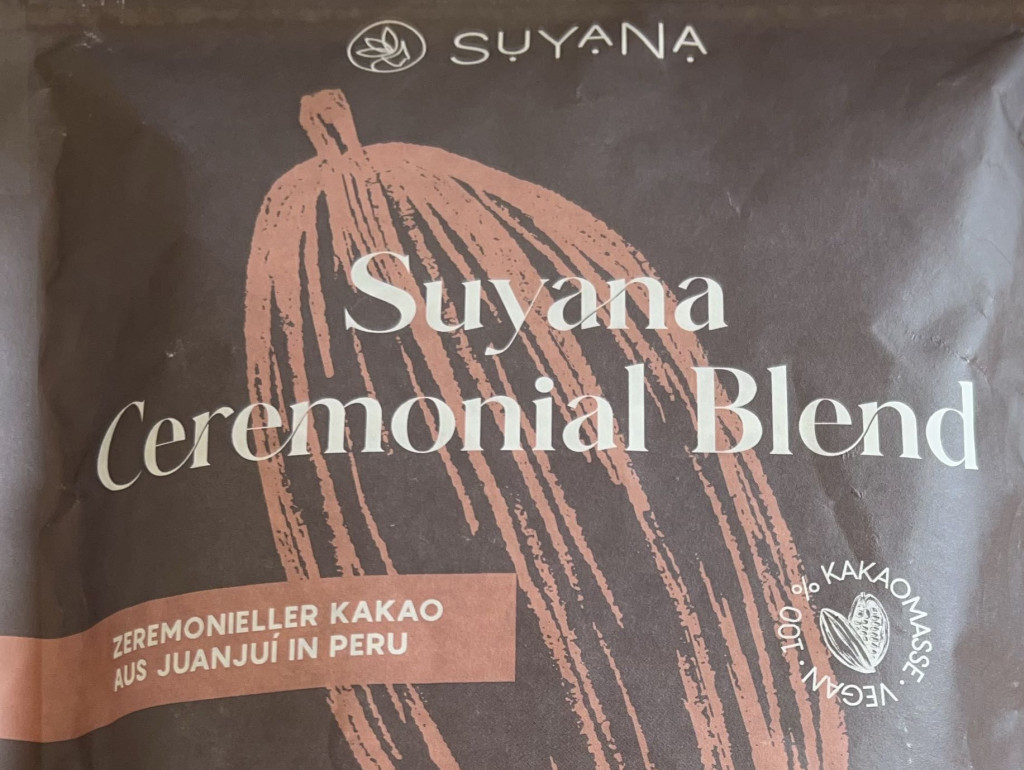 SUYANA
Suyana
Ceremonial Blend
ZEREMONIELLER KAKAO
AUS JUANJUÍ IN PERU
100 % KAKAOMASSE · VEGAN ·